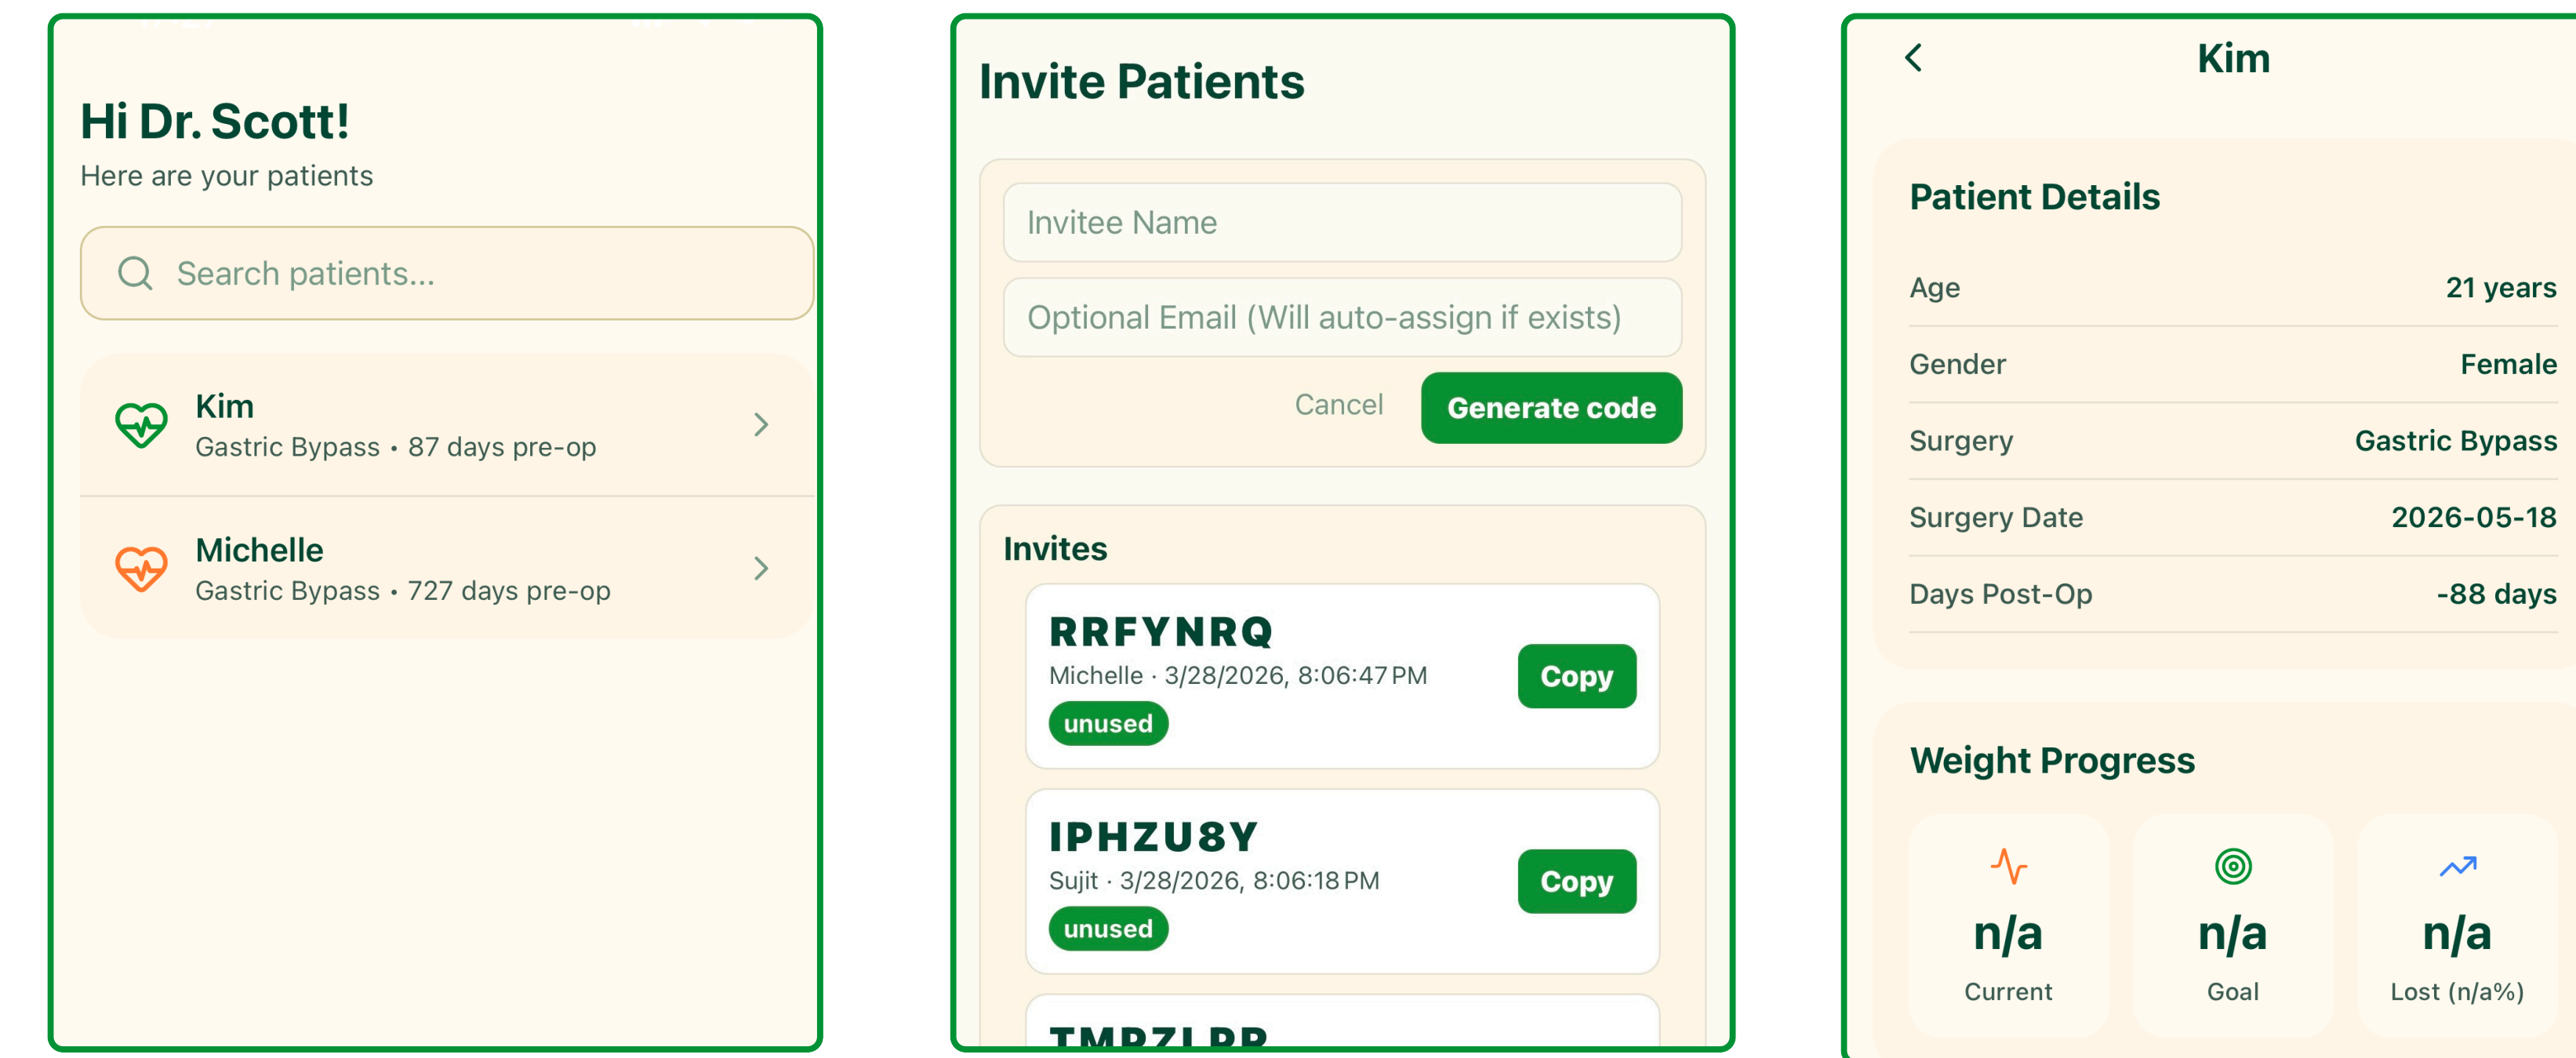 Hi Dr. Scott!
Here are your patients
Search patients...
Kim
Gastric Bypass • 87 days pre-op
Michelle
Gastric Bypass • 727 days pre-op
Invite Patients
Invitee Name
Optional Email (Will auto-assign if exists)
Cancel
Generate code
Invites
RRFYNRQ
Michelle · 3/28/2026, 8:06:47 PM
unused
Copy
IPHZU8Y
Sujit · 3/28/2026, 8:06:18 PM
unused
Copy
Kim
Patient Details
Age 21 years
Gender Female
Surgery Gastric Bypass
Surgery Date 2026-05-18
Days Post-Op -88 days
Weight Progress
n/a n/a n/a
Current Goal Lost (n/a%)